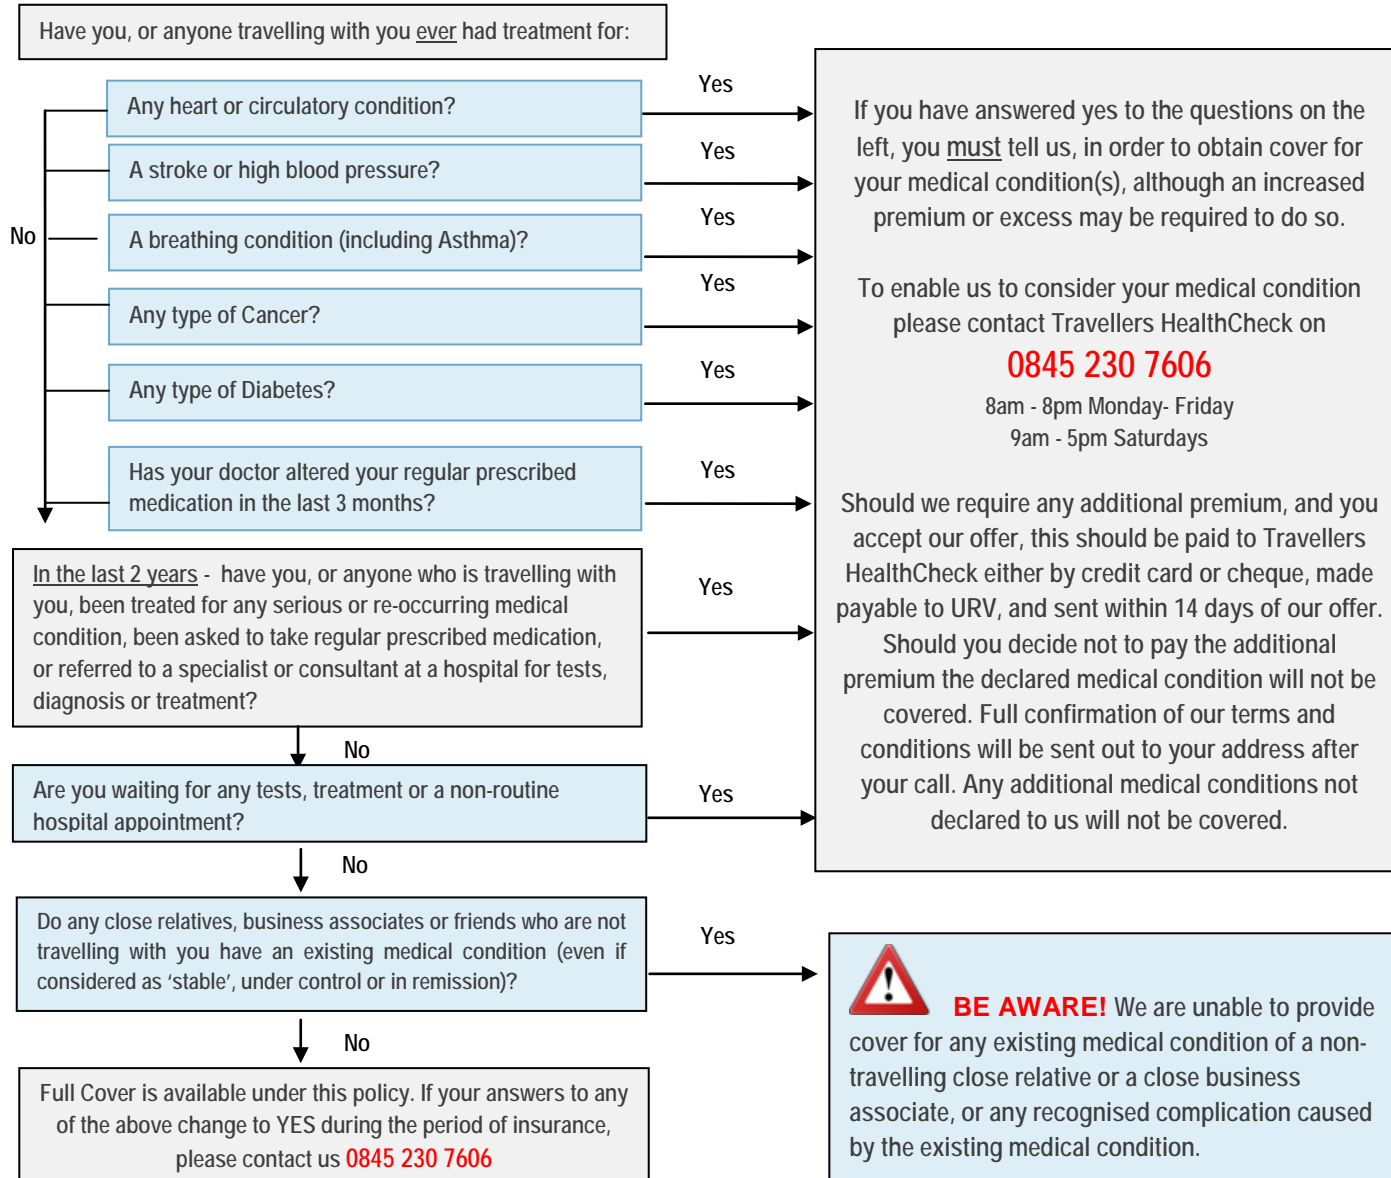 Have you, or anyone travelling with you ever had treatment for:
Any heart or circulatory condition?
Yes
A stroke or high blood pressure?
Yes
No
A breathing condition (including Asthma)?
Yes
Any type of Cancer?
Yes
Any type of Diabetes?
Yes
Has your doctor altered your regular prescribed
medication in the last 3 months?
Yes
In the last 2 years - have you, or anyone who is travelling with
you, been treated for any serious or re-occurring medical
condition, been asked to take regular prescribed medication,
or referred to a specialist or consultant at a hospital for tests,
diagnosis or treatment?
Yes
No
Are you waiting for any tests, treatment or a non-routine
hospital appointment?
Yes
No
Do any close relatives, business associates or friends who are not
travelling with you have an existing medical condition (even if
considered as ‘stable’, under control or in remission)?
Yes
No
Full Cover is available under this policy. If your answers to any
of the above change to YES during the period of insurance,
please contact us 0845 230 7606
If you have answered yes to the questions on the
left, you must tell us, in order to obtain cover for
your medical condition(s), although an increased
premium or excess may be required to do so.
To enable us to consider your medical condition
please contact Travellers HealthCheck on
0845 230 7606
8am - 8pm Monday- Friday
9am - 5pm Saturdays
Should we require any additional premium, and you
accept our offer, this should be paid to Travellers
HealthCheck either by credit card or cheque, made
payable to URV, and sent within 14 days of our offer.
Should you decide not to pay the additional
premium the declared medical condition will not be
covered. Full confirmation of our terms and
conditions will be sent out to your address after
your call. Any additional medical conditions not
declared to us will not be covered.
BE AWARE! We are unable to provide
cover for any existing medical condition of a non-
travelling close relative or a close business
associate, or any recognised complication caused
by the existing medical condition.